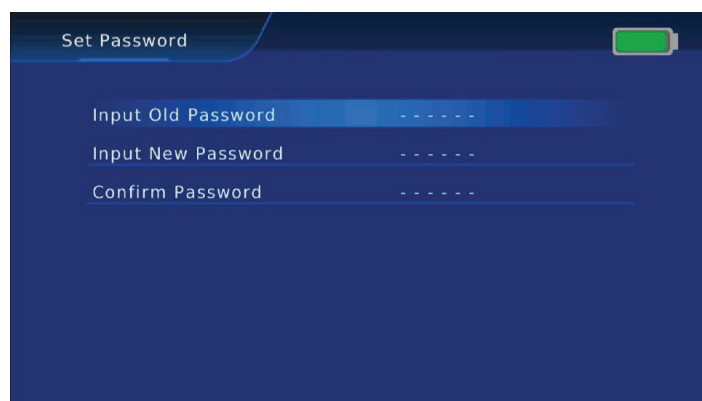 Set Password
Input Old Password - - - - - -
Input New Password - - - - - -
Confirm Password - - - - - -